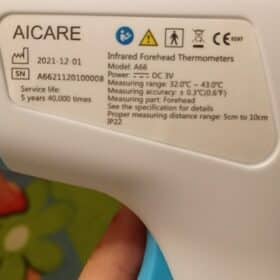 AICARE
2021-12-01
SN A6621120100008
Service life:
5 years 40,000 times
CE 0197
Infrared Forehead Thermometers
Model: A66
Power: DC 3V
Measuring range: 32.0℃~ 43.0℃
Measuring accuracy: ± 0.3℃(0.6℉)
Measuring part: Forehead
See the specification for details
Proper measuring distance range: 5cm to 10cm
IP22